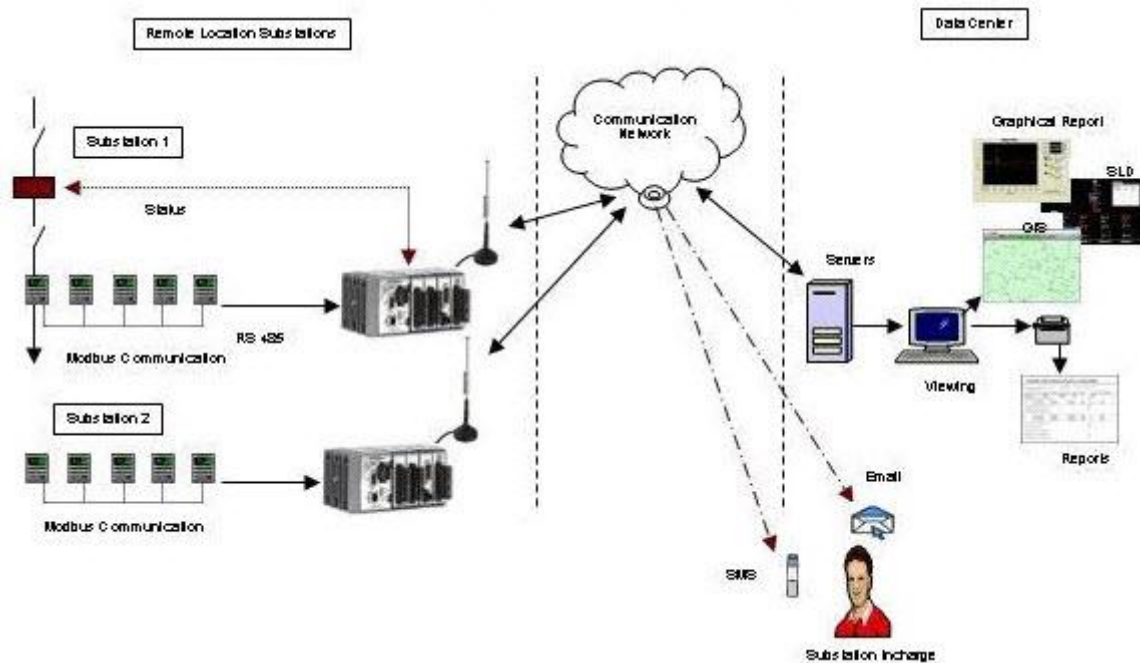 Remote Location Substations
Data Center
Communication
Network
Graphical Report
Substation 1
SLD
Status
GIS
Servers
RS 485
Modbus Communication
Viewing
Substation 2
Reports
Email
Modbus Communication
SMS
Substation Incharge